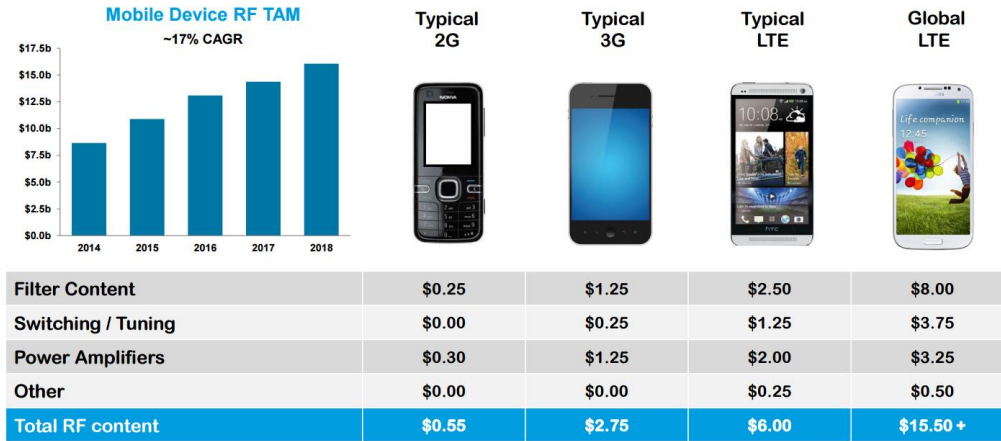 Mobile Device RF TAM
~17% CAGR
$17.5b
$15.0b
$12.5b
$10.0b
$7.5b
$5.0b
$2.5b
$0.0b
2014 2015 2016 2017 2018
Typical 2G
Typical 3G
Typical LTE
Global LTE
NOKIA
10:08
hTC
Life companion
12:45
Filter Content $0.25 $1.25 $2.50 $8.00
Switching / Tuning $0.00 $0.25 $1.25 $3.75
Power Amplifiers $0.30 $1.25 $2.00 $3.25
Other $0.00 $0.00 $0.25 $0.50
Total RF content $0.55 $2.75 $6.00 $15.50 +